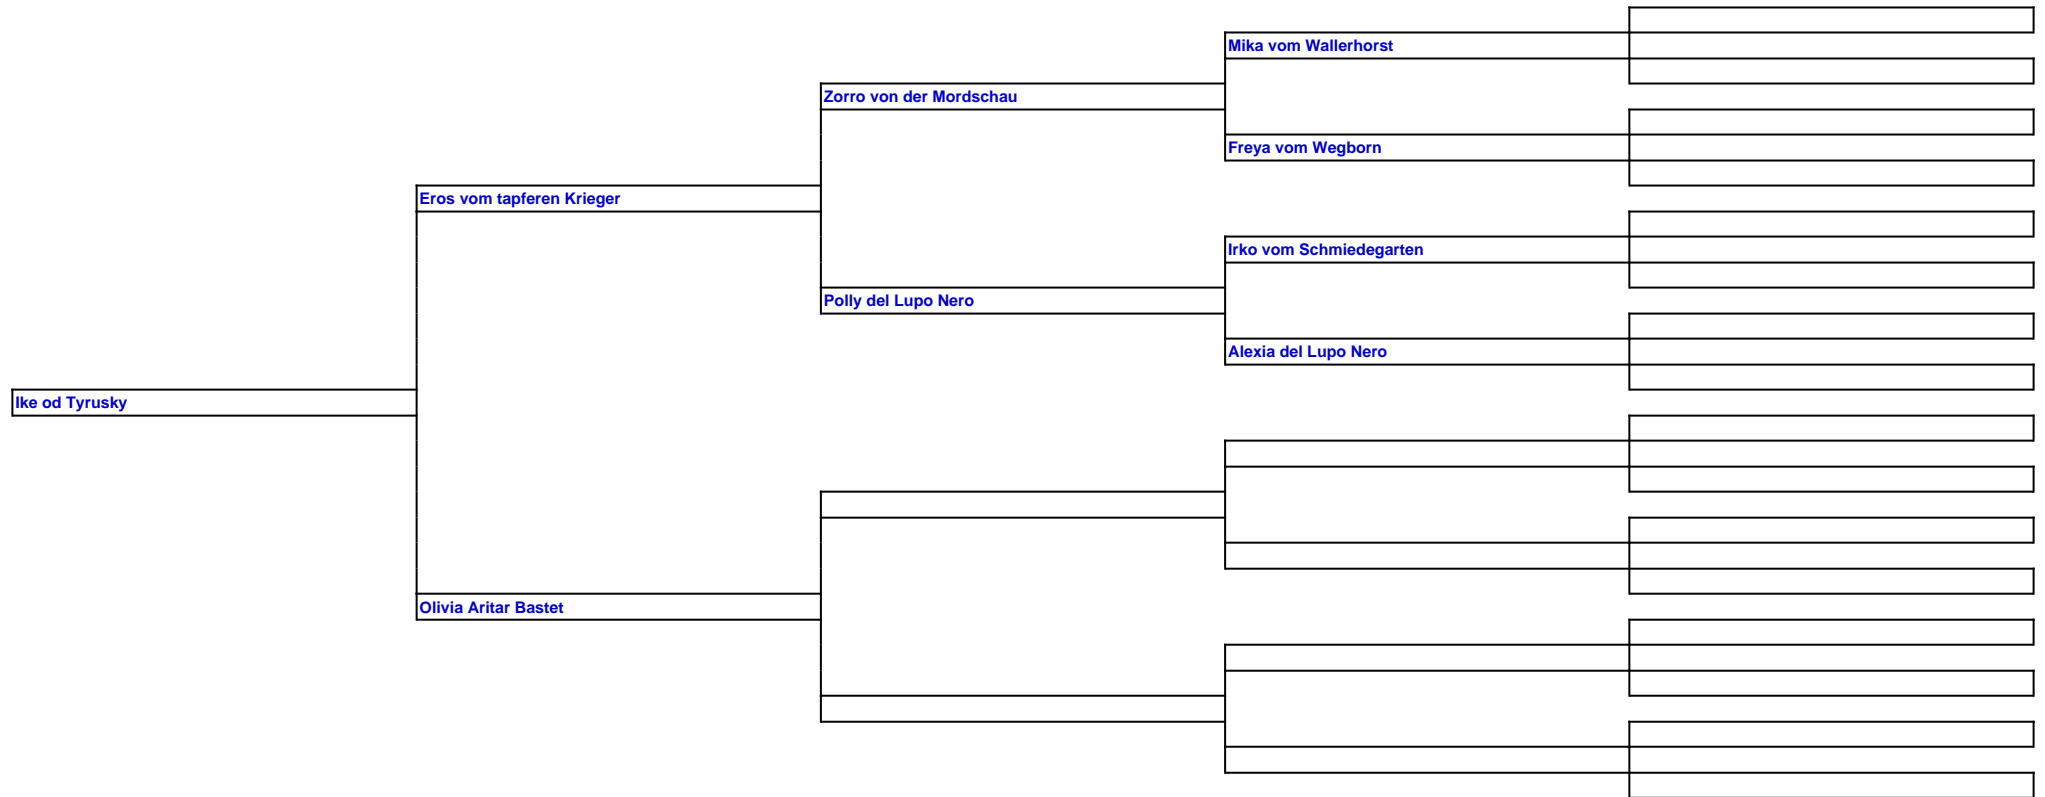 Mika vom Wallerhorst
Zorro von der Mordschau
Freya vom Wegborn
Eros vom tapferen Krieger
Irko vom Schmiedegarten
Polly del Lupo Nero
Alexia del Lupo Nero
Ike od Tyrusky
Olivia Aritar Bastet